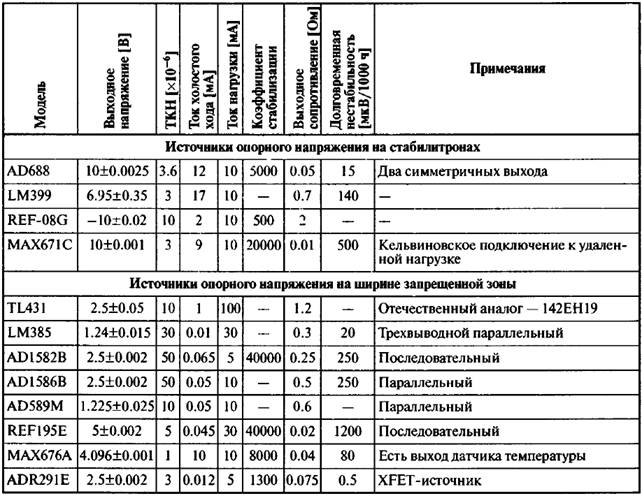 Модель | Выходное напряжение [В] | ТКН [×10⁻⁶] | Ток холостого хода [мА] | Ток нагрузки [мА] | Коэффициент стабилизации | Выходное сопротивление [Ом] | Долговременная нестабильность [мкВ/1000 ч] | Примечания
Источники опорного напряжения на стабилитронах
AD688 | 10±0.0025 | 3.6 | 12 | 10 | 5000 | 0.05 | 15 | Два симметричных выхода
LM399 | 6.95±0.35 | 3 | 17 | 10 | — | 0.7 | 140 | —
REF-08G | −10±0.02 | 10 | 2 | 10 | 500 | 2 | — | —
MAX671C | 10±0.001 | 3 | 9 | 10 | 20000 | 0.01 | 500 | Кельвиновское подключение к удален-
ной нагрузке
Источники опорного напряжения на ширине запрещенной зоны
TL431 | 2.5±0.05 | 10 | 1 | 100 | — | 1.2 | — | Отечественный аналог — 142ЕН19
LM385 | 1.24±0.015 | 30 | 0.01 | 30 | — | 0.3 | 20 | Трехвыводной параллельный
AD1582B | 2.5±0.002 | 50 | 0.065 | 5 | 40000 | 0.25 | 250 | Последовательный
AD1586B | 2.5±0.002 | 50 | 0.05 | 10 | — | 0.5 | 250 | Параллельный
AD589M | 1.225±0.025 | 10 | 0.05 | 10 | — | 0.6 | — | Параллельный
REF195E | 5±0.002 | 5 | 0.045 | 30 | 40000 | 0.02 | 1200 | Последовательный
MAX676A | 4.096±0.001 | 1 | 10 | 10 | 8000 | 0.04 | 80 | Есть выход датчика температуры
ADR291E | 2.5±0.002 | 3 | 0.012 | 5 | 1300 | 0.075 | 0.5 | XFET-источник